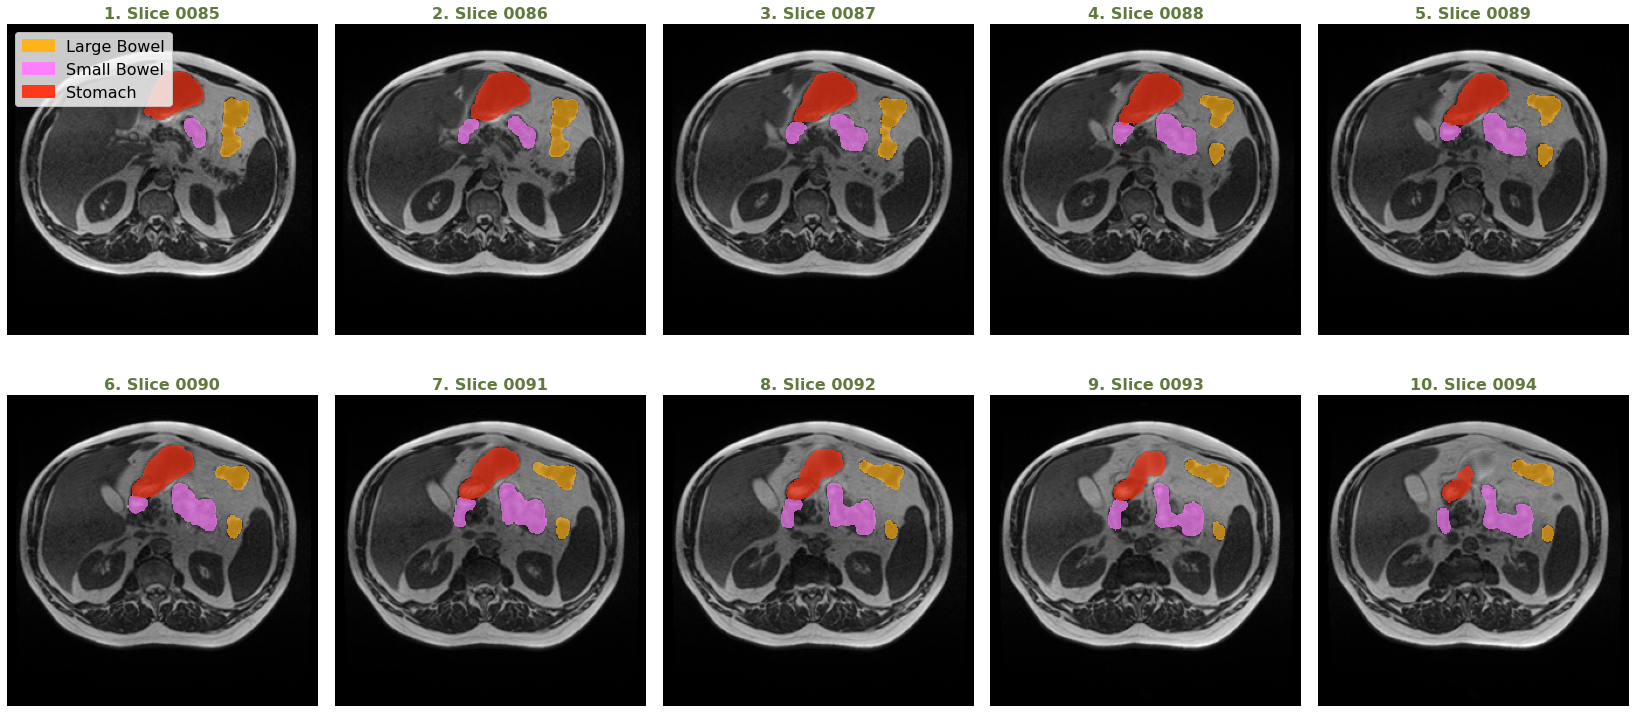 1. Slice 0085
2. Slice 0086
3. Slice 0087
4. Slice 0088
5. Slice 0089
Large Bowel
Small Bowel
Stomach
6. Slice 0090
7. Slice 0091
8. Slice 0092
9. Slice 0093
10. Slice 0094